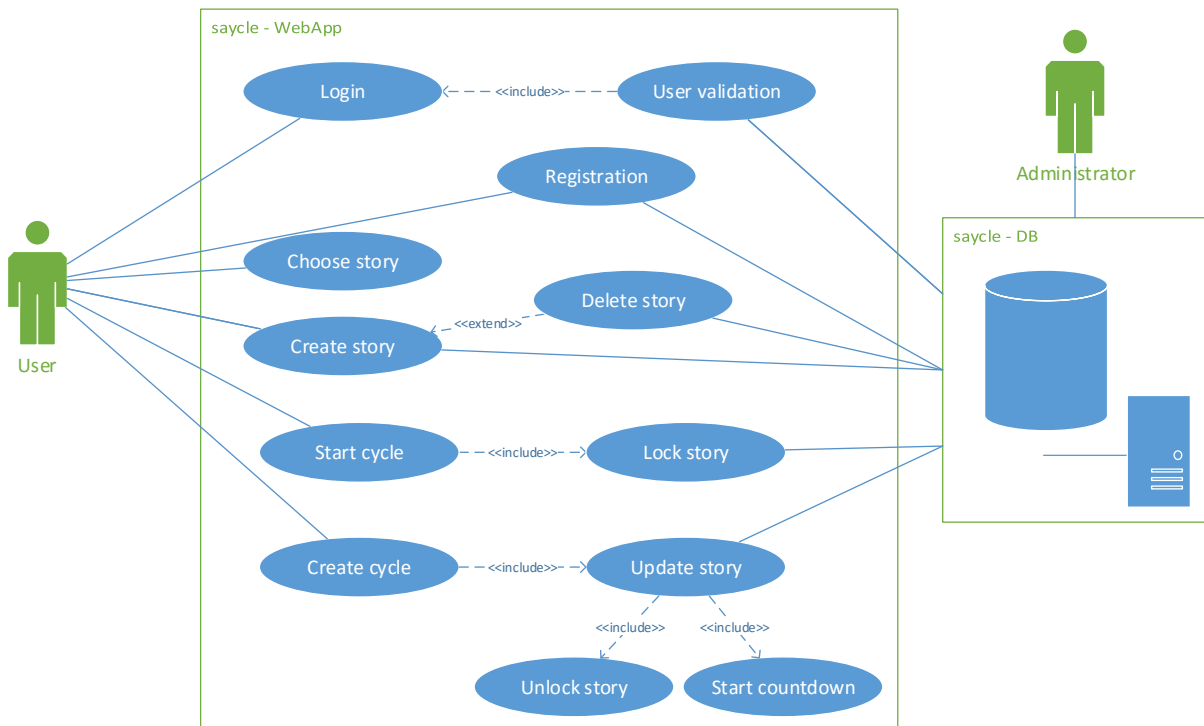 saycle - WebApp
Login
<<include>>
User validation
Administrator
Registration
saycle - DB
Choose story
Delete story
<<extend>>
Create story
User
Start cycle
<<include>>
Lock story
Create cycle
<<include>>
Update story
<<include>>
<<include>>
Unlock story
Start countdown